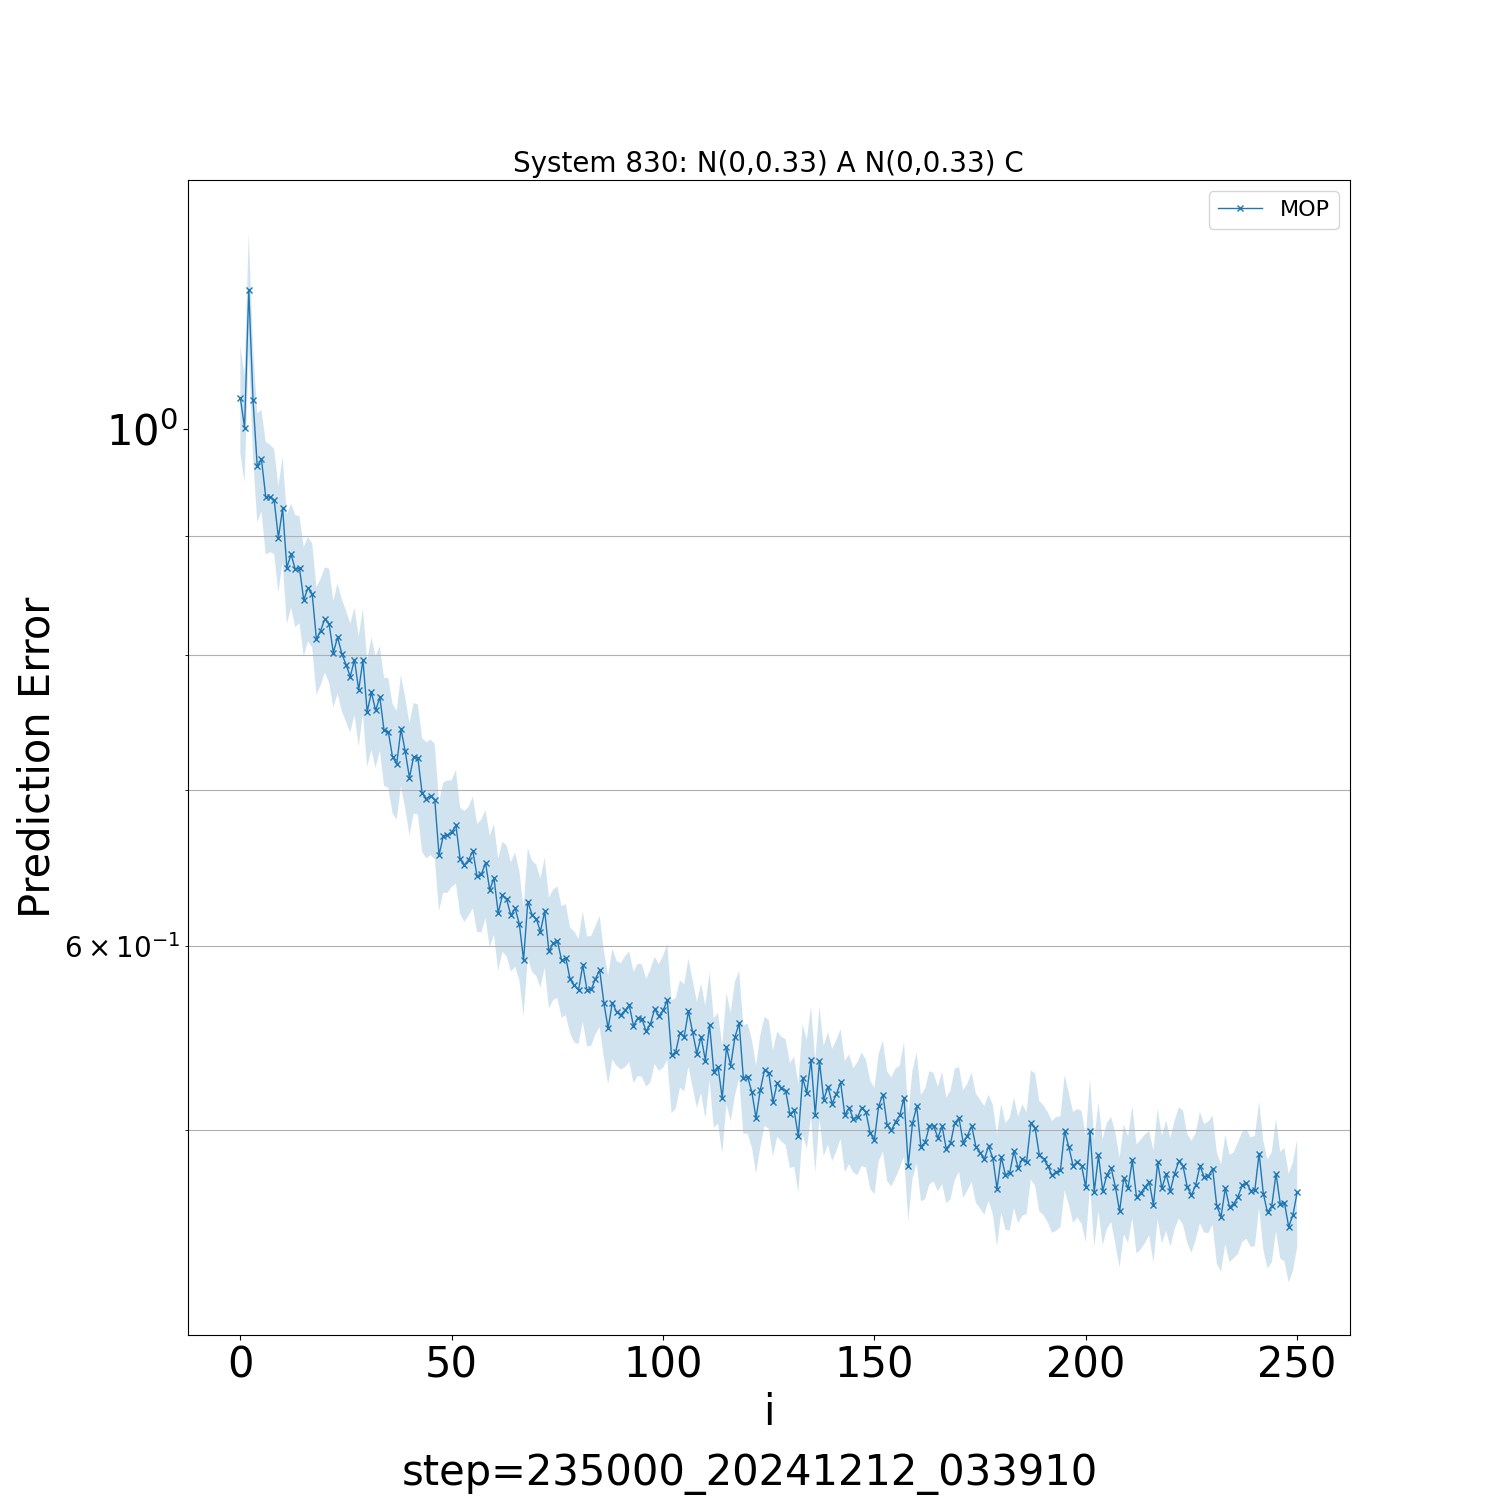 System 830: N(0,0.33) A N(0,0.33) C
MOP
10⁰
6 × 10⁻¹
Prediction Error
0 50 100 150 200 250
i
step=235000_20241212_033910